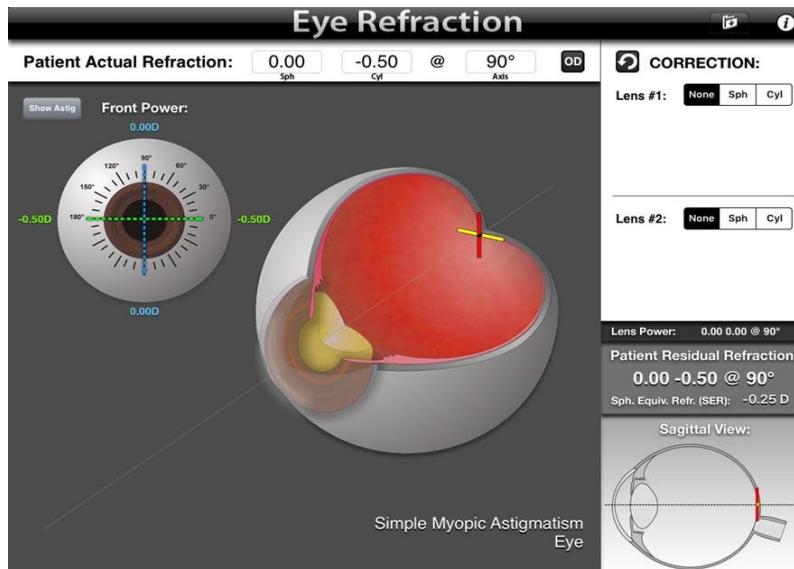 Eye Refraction
Patient Actual Refraction: 0.00 -0.50 @ 90° OD
Sph Cyl Axis
CORRECTION:
Lens #1: None Sph Cyl
Show Astig
Front Power:
0.00D
90°
120° 60°
150° 30°
-0.50D 180° 0° -0.50D
0.00D
Lens #2: None Sph Cyl
Lens Power: 0.00 0.00 @ 90°
Patient Residual Refraction
0.00 -0.50 @ 90°
Sph. Equiv. Refr. (SER): -0.25 D
Sagittal View:
Simple Myopic Astigmatism
Eye